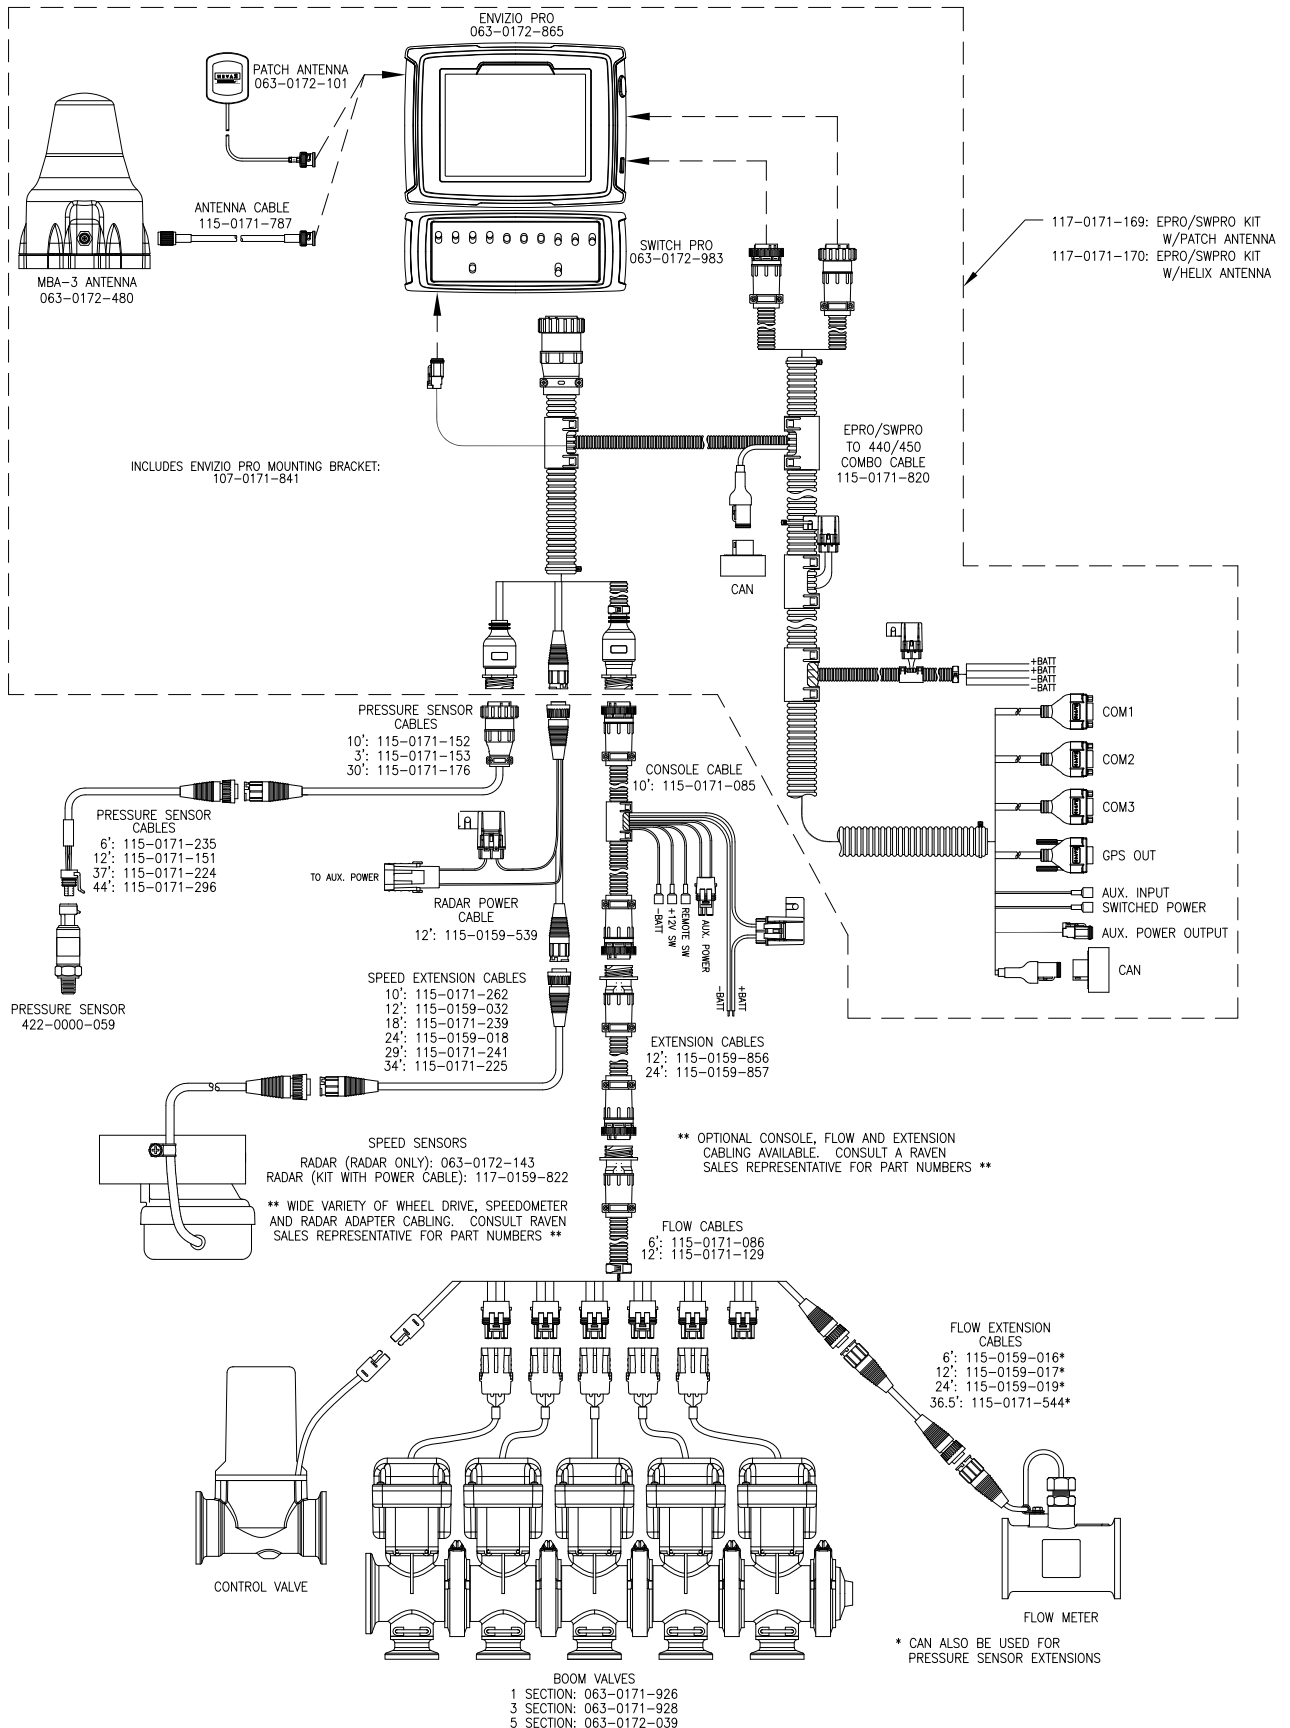 ENVIZIO PRO
063-0172-865
PATCH ANTENNA
063-0172-101
ANTENNA CABLE
115-0171-787
MBA-3 ANTENNA
063-0172-480
SWITCH PRO
063-0172-983
117-0171-169: EPRO/SWPRO KIT
W/PATCH ANTENNA
117-0171-170: EPRO/SWPRO KIT
W/HELIX ANTENNA
INCLUDES ENVIZIO PRO MOUNTING BRACKET:
107-0171-841
EPRO/SWPRO
TO 440/450
COMBO CABLE
115-0171-820
CAN
+BATT
+BATT
-BATT
-BATT
COM1
COM2
COM3
GPS OUT
AUX. INPUT
SWITCHED POWER
AUX. POWER OUTPUT
CAN
PRESSURE SENSOR
CABLES
10': 115-0171-152
3': 115-0171-153
30': 115-0171-176
CONSOLE CABLE
10': 115-0171-085
PRESSURE SENSOR
CABLES
6': 115-0171-235
12': 115-0171-151
37': 115-0171-224
44': 115-0171-296
TO AUX. POWER
RADAR POWER
CABLE
12': 115-0159-539
-BATT
+12V SW
REMOTE SW
AUX. POWER
-BATT
+BATT
PRESSURE SENSOR
422-0000-059
SPEED EXTENSION CABLES
10': 115-0171-262
12': 115-0159-032
18': 115-0171-239
24': 115-0159-018
29': 115-0171-241
34': 115-0171-225
EXTENSION CABLES
12': 115-0159-856
24': 115-0159-857
SPEED SENSORS
RADAR (RADAR ONLY): 063-0172-143
RADAR (KIT WITH POWER CABLE): 117-0159-822
** WIDE VARIETY OF WHEEL DRIVE, SPEEDOMETER
AND RADAR ADAPTER CABLING. CONSULT RAVEN
SALES REPRESENTATIVE FOR PART NUMBERS **
** OPTIONAL CONSOLE, FLOW AND EXTENSION
CABLING AVAILABLE. CONSULT A RAVEN
SALES REPRESENTATIVE FOR PART NUMBERS **
FLOW CABLES
6': 115-0171-086
12': 115-0171-129
FLOW EXTENSION
CABLES
6': 115-0159-016*
12': 115-0159-017*
24': 115-0159-019*
36.5': 115-0171-544*
CONTROL VALVE
FLOW METER
* CAN ALSO BE USED FOR
PRESSURE SENSOR EXTENSIONS
BOOM VALVES
1 SECTION: 063-0171-926
3 SECTION: 063-0171-928
5 SECTION: 063-0172-039